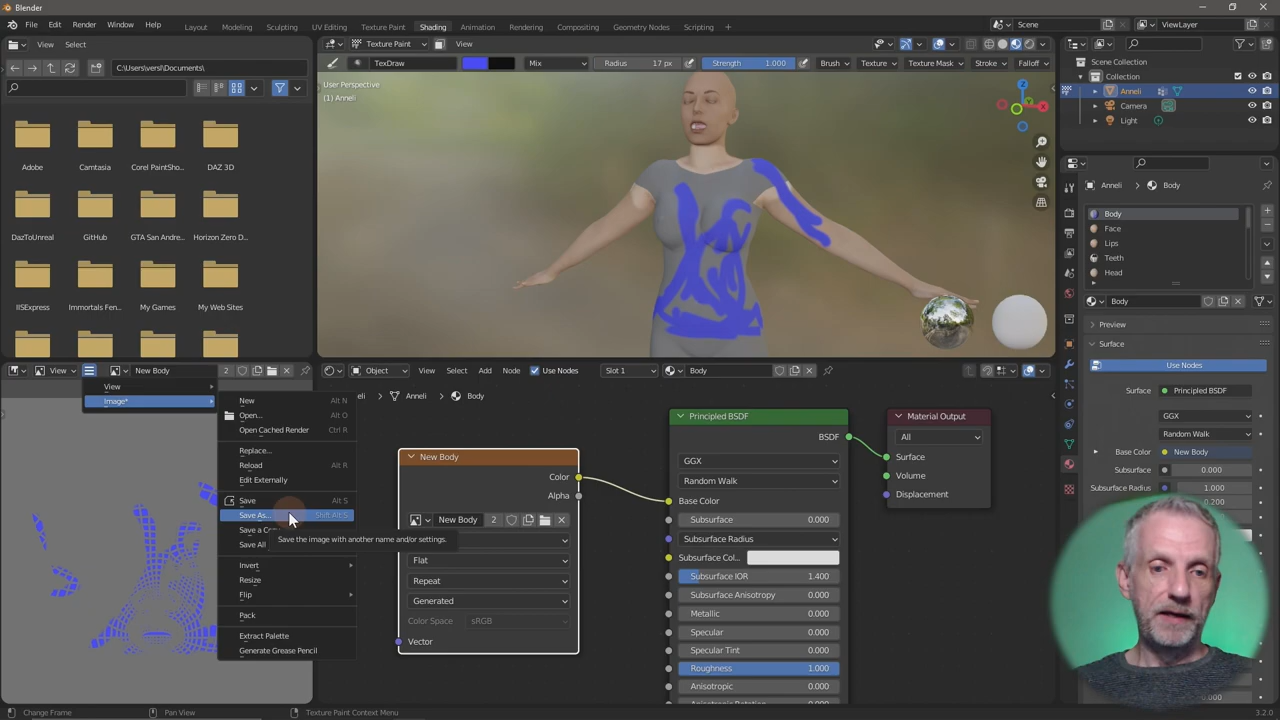 Blender
File Edit Render Window Help
Layout Modeling Sculpting UV Editing Texture Paint Shading Animation Rendering Compositing Geometry Nodes Scripting +
Scene
ViewLayer
View Select
Texture Paint View
C:\Users\versl\Documents\
TexDraw
Mix
Radius 17 px
Strength 1.000
Brush
Texture
Texture Mask
Stroke
Falloff
User Perspective
(1) Anneli
Z
X
Adobe
Camtasia
Corel PaintSho...
DAZ 3D
DazToUnreal
GitHub
GTA San Andre...
Horizon Zero D...
IISExpress
Immortals Fen...
My Games
My Web Sites
Scene Collection
Collection
Anneli
Camera
Light
Anneli
Body
Body
Face
Lips
Teeth
Head
Body
Preview
Surface
Use Nodes
Surface Principled BSDF
GGX
Random Walk
Base Color New Body
Subsurface 0.000
Subsurface Radius 1.000
0.200
View
New Body
2
View
Image*
New Alt N
Open... Alt O
Open Cached Render Ctrl R
Replace...
Reload Alt R
Edit Externally
Save Alt S
Save As... Shift Alt S
Save a Co
Save All
Save the image with another name and/or settings.
Invert
Resize
Flip
Pack
Extract Palette
Generate Grease Pencil
Object
View Select Add Node
Use Nodes
Slot 1
Body
eli
Anneli
Body
New Body
Color
Alpha
New Body
2
Flat
Repeat
Generated
Color Space sRGB
Vector
Principled BSDF
BSDF
GGX
Random Walk
Base Color
Subsurface 0.000
Subsurface Radius
Subsurface Col...
Subsurface IOR 1.400
Subsurface Anisotropy 0.000
Metallic 0.000
Specular 0.000
Specular Tint 0.000
Roughness 1.000
Anisotropic 0.000
Material Output
All
Surface
Volume
Displacement
Change Frame
Pan View
Texture Paint Context Menu
3.2.0